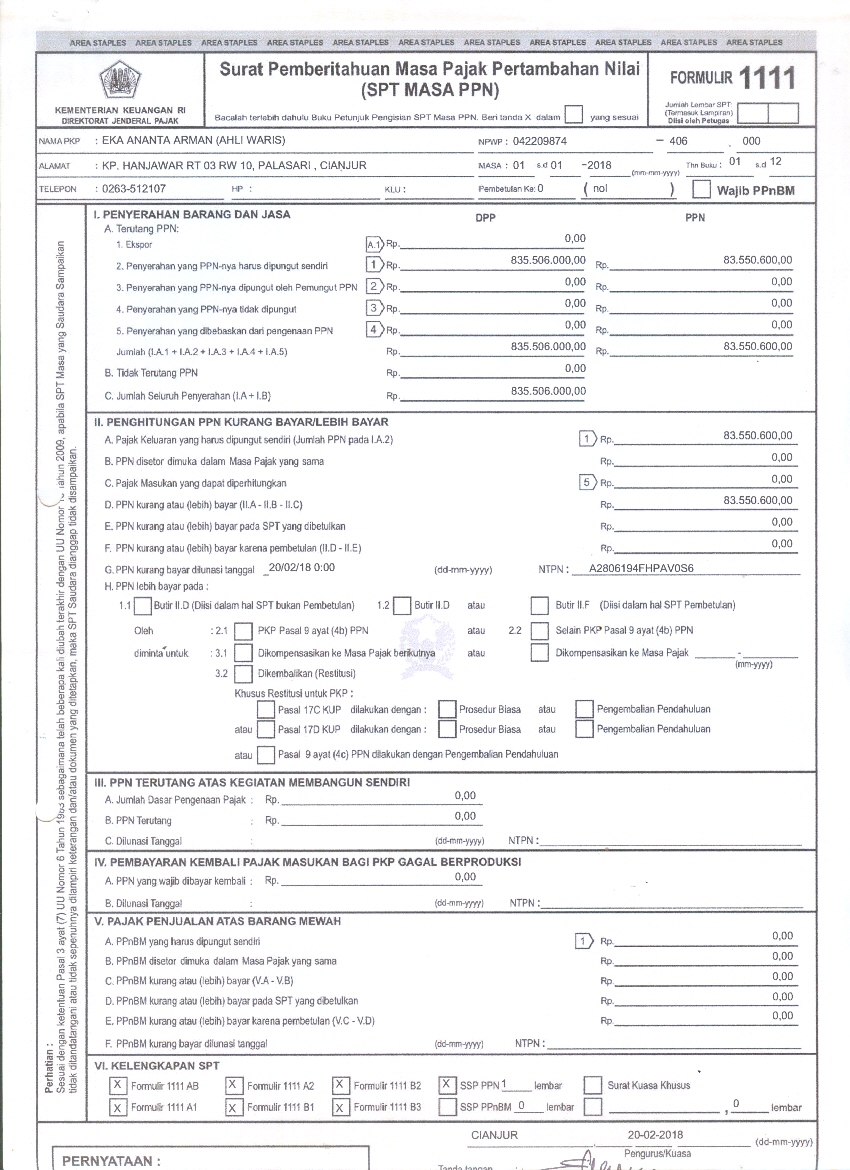 AREA STAPLES AREA STAPLES AREA STAPLES AREA STAPLES AREA STAPLES AREA STAPLES AREA STAPLES AREA STAPLES AREA STAPLES AREA STAPLES AREA STAPLES
KEMENTERIAN KEUANGAN RI
DIREKTORAT JENDERAL PAJAK
Surat Pemberitahuan Masa Pajak Pertambahan Nilai
(SPT MASA PPN)
Bacalah terlebih dahulu Buku Petunjuk Pengisian SPT Masa PPN. Beri tanda X dalam yang sesuai
FORMULIR 1111
Jumlah Lembar SPT:
(Termasuk Lampiran)
Diisi oleh Petugas
NAMA PKP : EKA ANANTA ARMAN (AHLI WARIS) NPWP : 042209874 – 406 . 000
ALAMAT : KP. HANJAWAR RT 03 RW 10, PALASARI , CIANJUR MASA : 01 s.d 01 -2018 (mm-mm-yyyy) Thn Buku : 01 s.d 12
TELEPON : 0263-512107 HP : KLU : Pembetulan Ke: 0 ( nol ) Wajib PPnBM
I. PENYERAHAN BARANG DAN JASA DPP PPN
A. Terutang PPN:
1. Ekspor A.1 Rp. 0,00
2. Penyerahan yang PPN-nya harus dipungut sendiri 1 Rp. 835.506.000,00 Rp. 83.550.600,00
3. Penyerahan yang PPN-nya dipungut oleh Pemungut PPN 2 Rp. 0,00 Rp. 0,00
4. Penyerahan yang PPN-nya tidak dipungut 3 Rp. 0,00 Rp. 0,00
5. Penyerahan yang dibebaskan dari pengenaan PPN 4 Rp. 0,00 Rp. 0,00
Jumlah (I.A.1 + I.A.2 + I.A.3 + I.A.4 + I.A.5) Rp. 835.506.000,00 Rp. 83.550.600,00
B. Tidak Terutang PPN Rp. 0,00
C. Jumlah Seluruh Penyerahan (I.A + I.B) Rp. 835.506.000,00
II. PENGHITUNGAN PPN KURANG BAYAR/LEBIH BAYAR
A. Pajak Keluaran yang harus dipungut sendiri (Jumlah PPN pada I.A.2) 1 Rp. 83.550.600,00
B. PPN disetor dimuka dalam Masa Pajak yang sama Rp. 0,00
C. Pajak Masukan yang dapat diperhitungkan 5 Rp. 0,00
D. PPN kurang atau (lebih) bayar (II.A - II.B - II.C) Rp. 83.550.600,00
E. PPN kurang atau (lebih) bayar pada SPT yang dibetulkan Rp. 0,00
F. PPN kurang atau (lebih) bayar karena pembetulan (II.D - II.E) Rp. 0,00
G. PPN kurang bayar dilunasi tanggal 20/02/18 0:00 (dd-mm-yyyy) NTPN : A2806194FHPAV0S6
H. PPN lebih bayar pada :
1.1 Butir II.D (Diisi dalam hal SPT bukan Pembetulan) 1.2 Butir II.D atau Butir II.F (Diisi dalam hal SPT Pembetulan)
Oleh : 2.1 PKP Pasal 9 ayat (4b) PPN atau 2.2 Selain PKP Pasal 9 ayat (4b) PPN
diminta untuk : 3.1 Dikompensasikan ke Masa Pajak berikutnya atau Dikompensasikan ke Masa Pajak -
(mm-yyyy)
3.2 Dikembalikan (Restitusi)
Khusus Restitusi untuk PKP :
Pasal 17C KUP dilakukan dengan : Prosedur Biasa atau Pengembalian Pendahuluan
atau Pasal 17D KUP dilakukan dengan : Prosedur Biasa atau Pengembalian Pendahuluan
atau Pasal 9 ayat (4c) PPN dilakukan dengan Pengembalian Pendahuluan
III. PPN TERUTANG ATAS KEGIATAN MEMBANGUN SENDIRI
A. Jumlah Dasar Pengenaan Pajak : Rp. 0,00
B. PPN Terutang : Rp. 0,00
C. Dilunasi Tanggal : (dd-mm-yyyy) NTPN :
IV. PEMBAYARAN KEMBALI PAJAK MASUKAN BAGI PKP GAGAL BERPRODUKSI
A. PPN yang wajib dibayar kembali : Rp. 0,00
B. Dilunasi Tanggal : (dd-mm-yyyy) NTPN :
V. PAJAK PENJUALAN ATAS BARANG MEWAH
A. PPnBM yang harus dipungut sendiri 1 Rp. 0,00
B. PPnBM disetor dimuka dalam Masa Pajak yang sama Rp. 0,00
C. PPnBM kurang atau (lebih) bayar (V.A - V.B) Rp. 0,00
D. PPnBM kurang atau (lebih) bayar pada SPT yang dibetulkan Rp. 0,00
E. PPnBM kurang atau (lebih) bayar karena pembetulan (V.C - V.D) Rp. 0,00
F. PPnBM kurang bayar dilunasi tanggal (dd-mm-yyyy) NTPN :
VI. KELENGKAPAN SPT
X Formulir 1111 AB X Formulir 1111 A2 X Formulir 1111 B2 X SSP PPN 1 lembar Surat Kuasa Khusus
X Formulir 1111 A1 X Formulir 1111 B1 X Formulir 1111 B3 SSP PPnBM 0 lembar , 0 lembar
Perhatian :
Sesuai dengan ketentuan Pasal 3 ayat (7) UU Nomor 6 Tahun 1983 sebagaimana telah beberapa kali diubah terakhir dengan UU Nomor tahun 2009, apabila SPT Masa yang Saudara Sampaikan
tidak ditandatangani atau tidak sepenuhnya dilampiri keterangan dan/atau dokumen yang ditetapkan, maka SPT Saudara dianggap tidak disampaikan.
CIANJUR 20-02-2018 (dd-mm-yyyy)
PERNYATAAN :
Pengurus/Kuasa
Tanda tangan